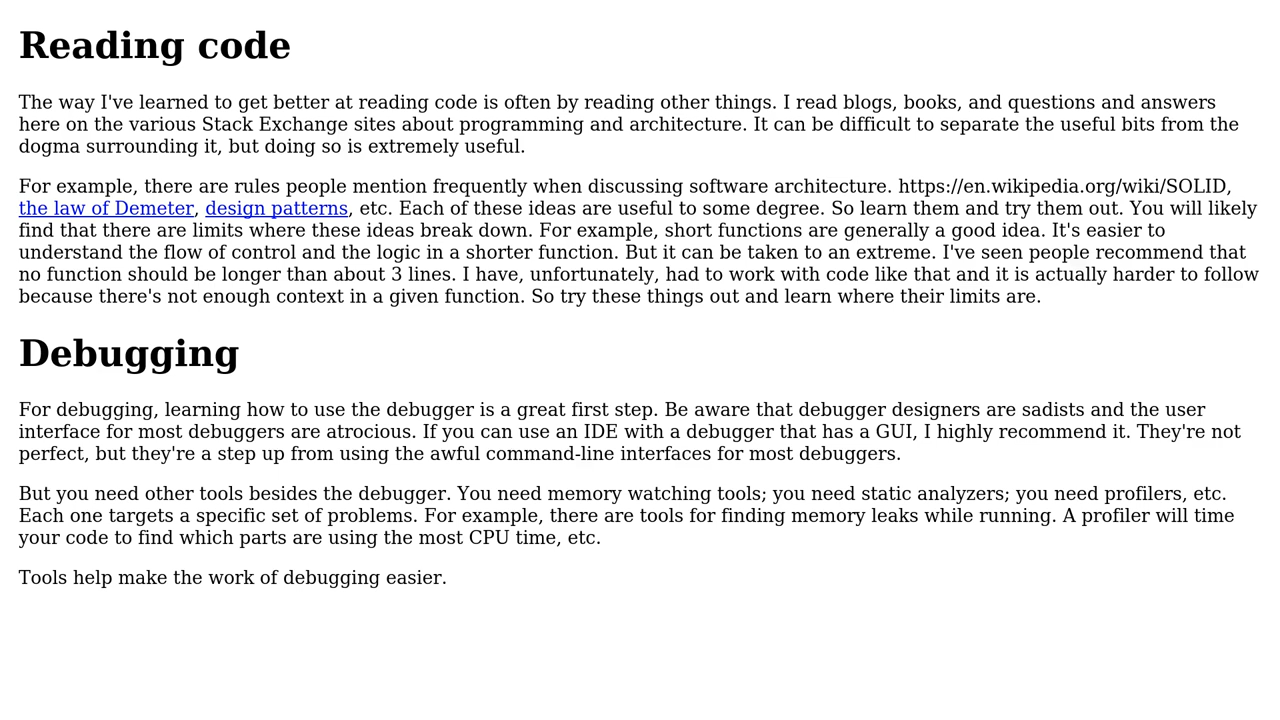 Reading code
The way I've learned to get better at reading code is often by reading other things. I read blogs, books, and questions and answers
here on the various Stack Exchange sites about programming and architecture. It can be difficult to separate the useful bits from the
dogma surrounding it, but doing so is extremely useful.
For example, there are rules people mention frequently when discussing software architecture. https://en.wikipedia.org/wiki/SOLID,
the law of Demeter, design patterns, etc. Each of these ideas are useful to some degree. So learn them and try them out. You will likely
find that there are limits where these ideas break down. For example, short functions are generally a good idea. It's easier to
understand the flow of control and the logic in a shorter function. But it can be taken to an extreme. I've seen people recommend that
no function should be longer than about 3 lines. I have, unfortunately, had to work with code like that and it is actually harder to follow
because there's not enough context in a given function. So try these things out and learn where their limits are.
Debugging
For debugging, learning how to use the debugger is a great first step. Be aware that debugger designers are sadists and the user
interface for most debuggers are atrocious. If you can use an IDE with a debugger that has a GUI, I highly recommend it. They're not
perfect, but they're a step up from using the awful command-line interfaces for most debuggers.
But you need other tools besides the debugger. You need memory watching tools; you need static analyzers; you need profilers, etc.
Each one targets a specific set of problems. For example, there are tools for finding memory leaks while running. A profiler will time
your code to find which parts are using the most CPU time, etc.
Tools help make the work of debugging easier.